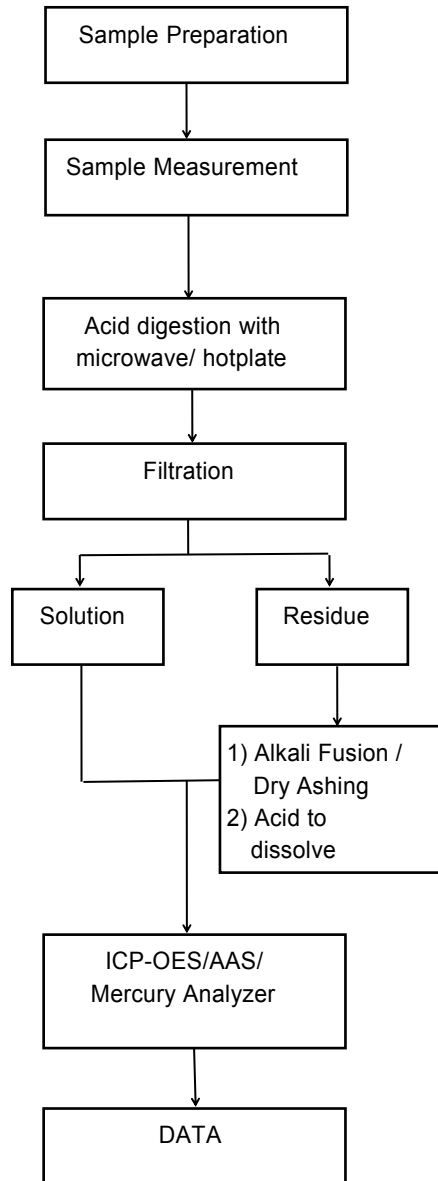 Sample Preparation
Sample Measurement
Acid digestion with
microwave/ hotplate
Filtration
Solution
Residue
1) Alkali Fusion /
Dry Ashing
2) Acid to
dissolve
ICP-OES/AAS/
Mercury Analyzer
DATA